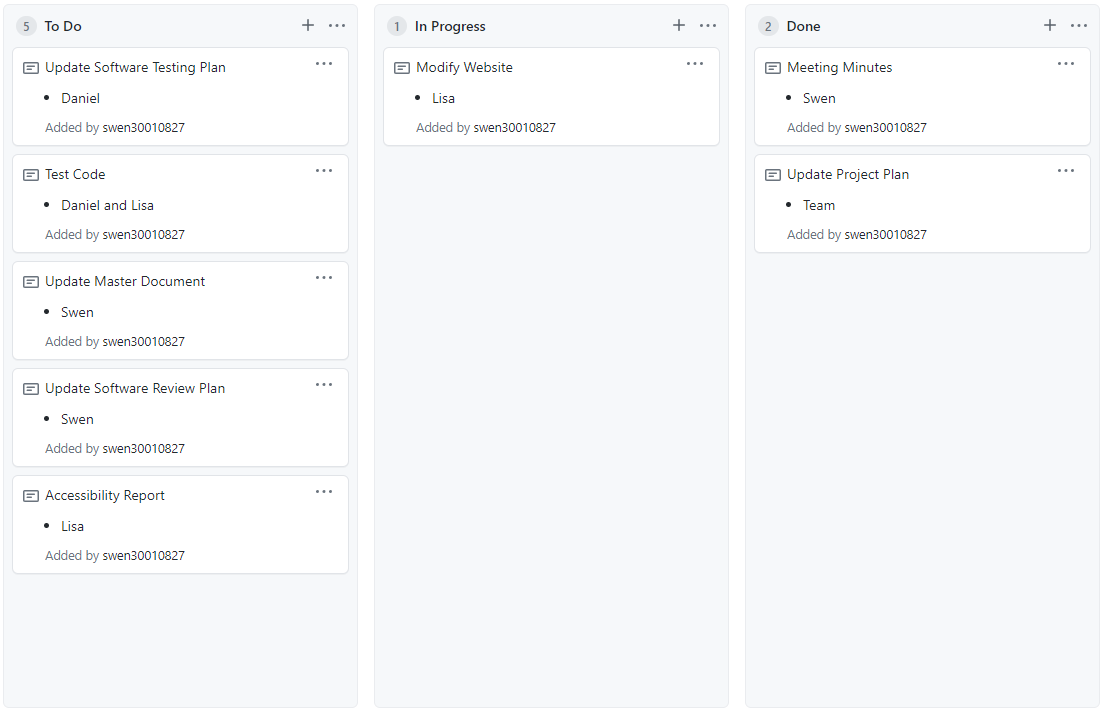 5 To Do
Update Software Testing Plan
Daniel
Added by swen30010827
Test Code
Daniel and Lisa
Added by swen30010827
Update Master Document
Swen
Added by swen30010827
Update Software Review Plan
Swen
Added by swen30010827
Accessibility Report
Lisa
Added by swen30010827
1 In Progress
Modify Website
Lisa
Added by swen30010827
2 Done
Meeting Minutes
Swen
Added by swen30010827
Update Project Plan
Team
Added by swen30010827